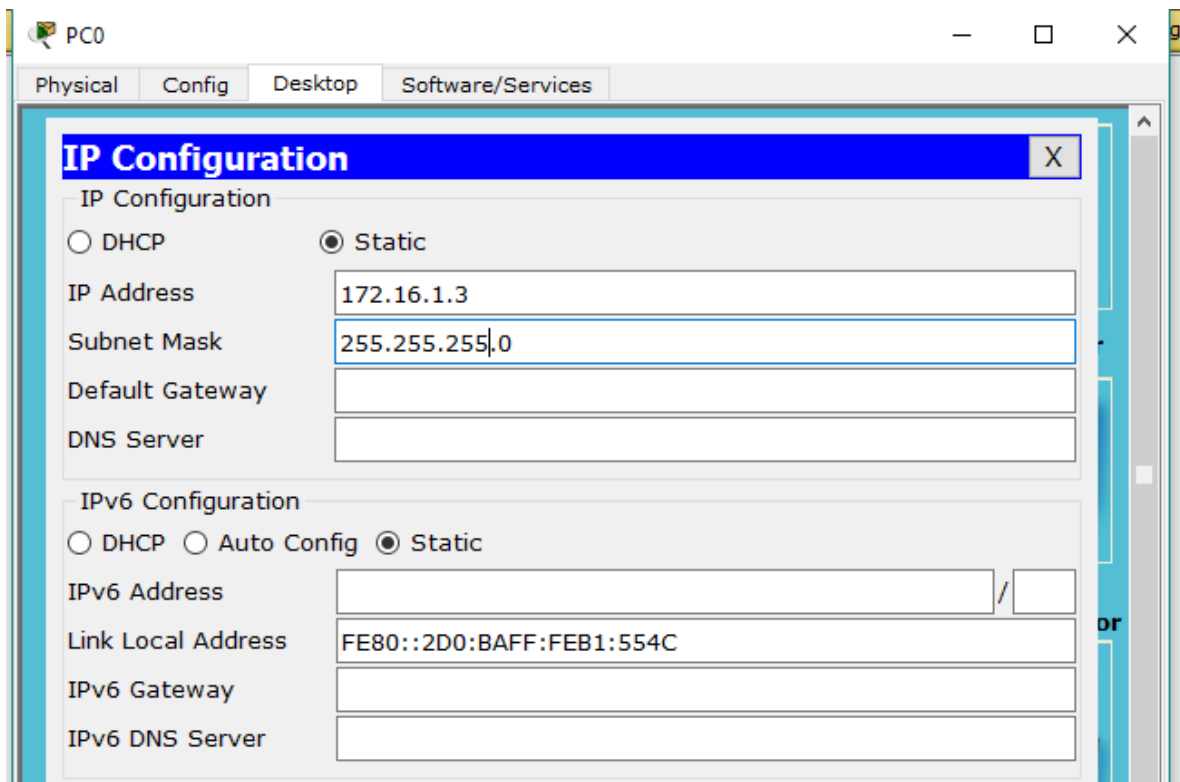 PC0
Physical Config Desktop Software/Services
IP Configuration X
IP Configuration
DHCP Static
IP Address 172.16.1.3
Subnet Mask 255.255.255.0
Default Gateway
DNS Server
IPv6 Configuration
DHCP Auto Config Static
IPv6 Address /
Link Local Address FE80::2D0:BAFF:FEB1:554C
IPv6 Gateway
IPv6 DNS Server
or